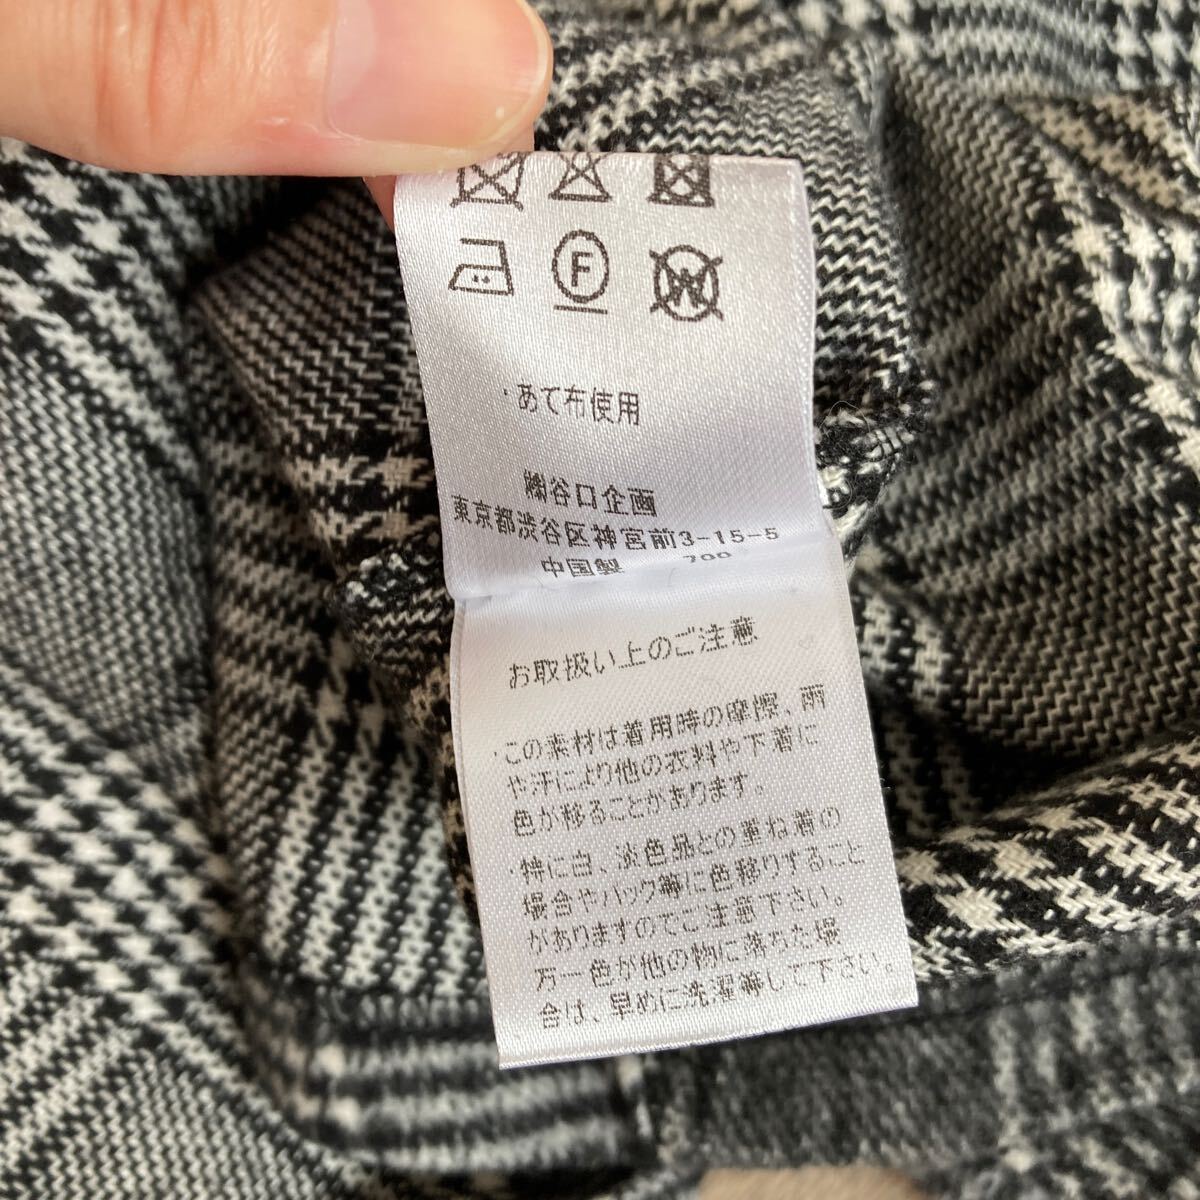 F W
・あて布使用
㈱谷口企画
東京都渋谷区神宮前3-15-5
中国製 700
お取扱い上のご注意
・この素材は着用時の摩擦、雨
や汗により他の衣料や下着に
色が移ることがあります。
・特に白、淡色品との重ね着の
場合やバック等に色移りすること
がありますのでご注意下さい。
万一色が他の物に落ちた場
合は、早めに洗濯等して下さい。